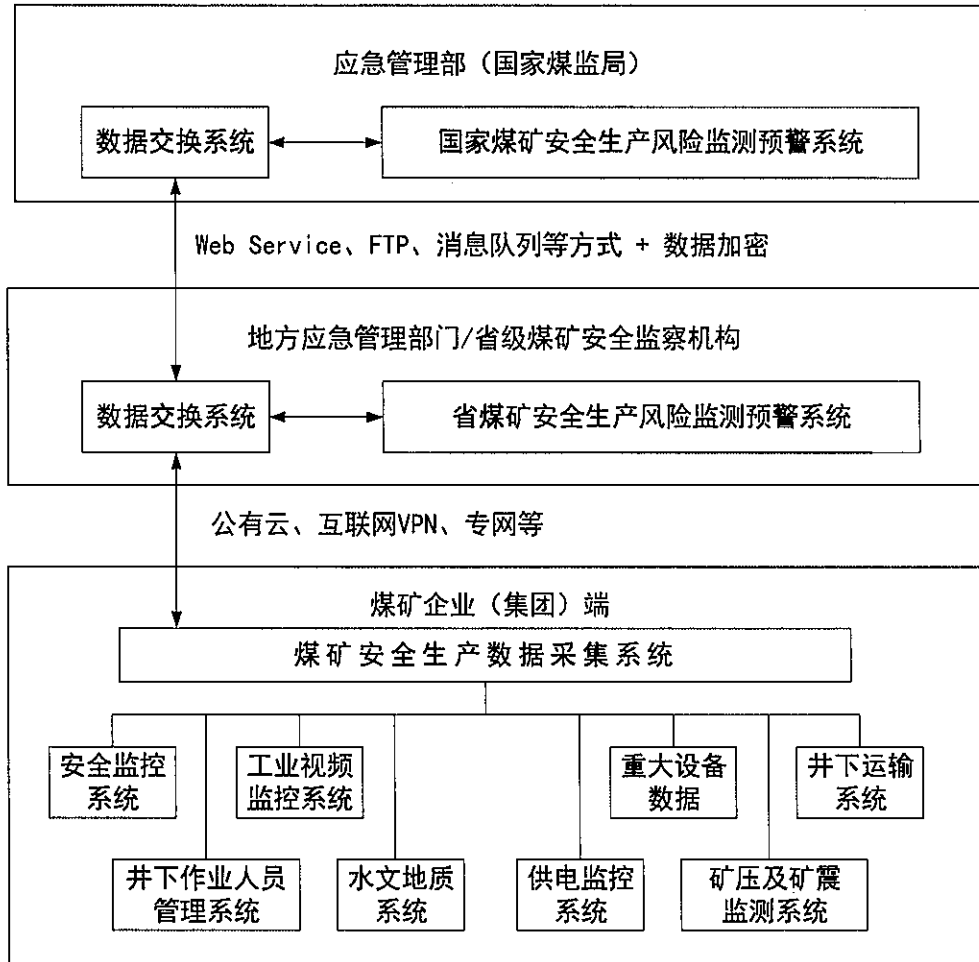 应急管理部（国家煤监局）
数据交换系统
国家煤矿安全生产风险监测预警系统
Web Service、FTP、消息队列等方式 + 数据加密
地方应急管理部门/省级煤矿安全监察机构
数据交换系统
省煤矿安全生产风险监测预警系统
公有云、互联网VPN、专网等
煤矿企业（集团）端
煤矿安全生产数据采集系统
安全监控
系统
工业视频
监控系统
重大设备
数据
井下运输
系统
井下作业人员
管理系统
水文地质
系统
供电监控
系统
矿压及矿震
监测系统